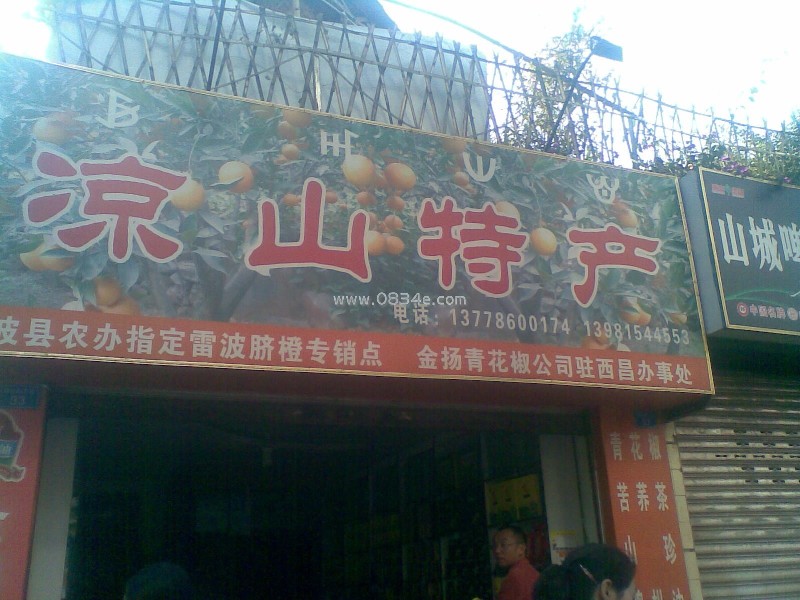 凉山特产
www.0834e.com
电话：13778600174 13981544553
波县农办指定雷波脐橙专销点 金扬青花椒公司驻西昌办事处
山城啤
青花椒
苦荞茶
山珍